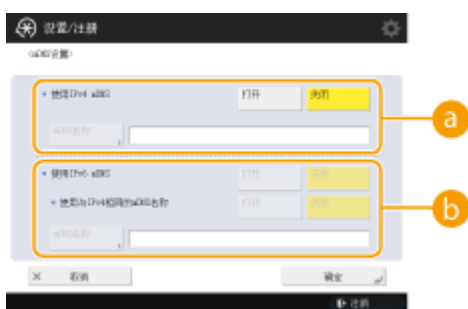 设置/注册
<mDNS设置>
• 使用IPv4 mDNS 打开 关闭
mDNS名称
• 使用IPv6 mDNS 打开 关闭
• 使用与IPv4相同的mDNS名称 打开 关闭
mDNS名称
× 取消 确定
注销
a
b